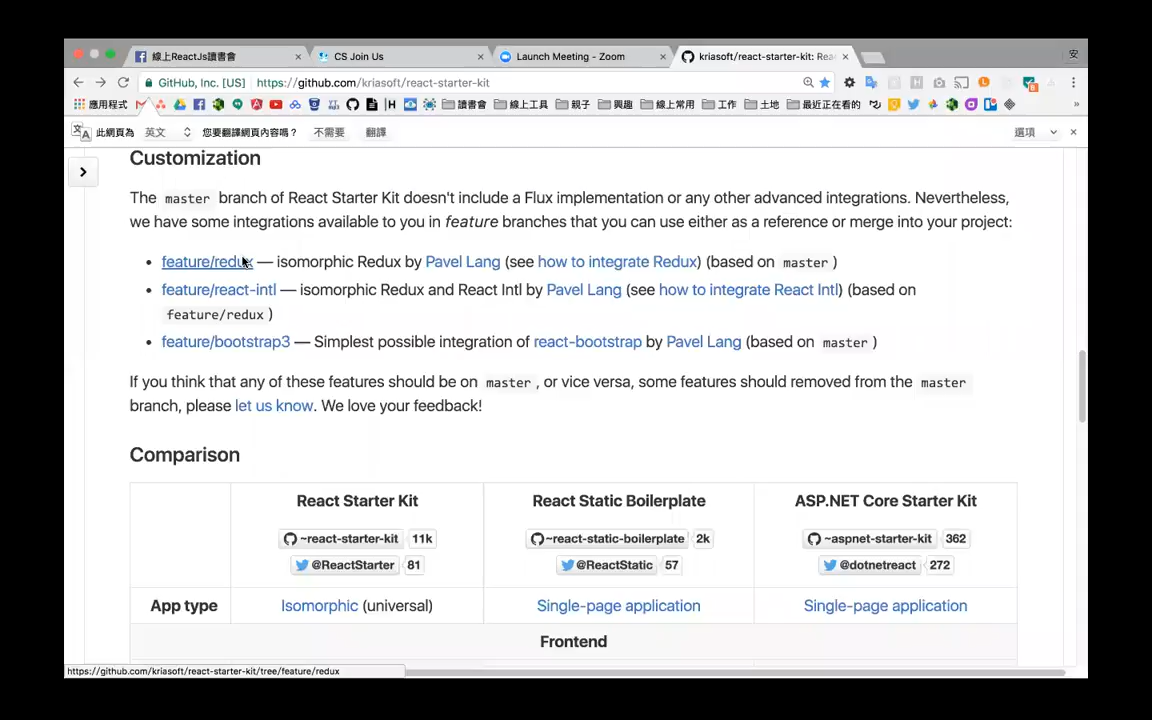 線上ReactJs讀書會
CS Join Us
Launch Meeting - Zoom
kriasoft/react-starter-kit: Rea
安
GitHub, Inc. [US]
https://github.com/kriasoft/react-starter-kit
應用程式
讀書會
線上工具
親子
興趣
線上常用
工作
土地
最近正在看的
»
此網頁為
英文
您要翻譯網頁內容嗎？
不需要
翻譯
選項
Customization
The master branch of React Starter Kit doesn't include a Flux implementation or any other advanced integrations. Nevertheless,
we have some integrations available to you in feature branches that you can use either as a reference or merge into your project:
• feature/redux — isomorphic Redux by Pavel Lang (see how to integrate Redux) (based on master )
• feature/react-intl — isomorphic Redux and React Intl by Pavel Lang (see how to integrate React Intl) (based on
feature/redux )
• feature/bootstrap3 — Simplest possible integration of react-bootstrap by Pavel Lang (based on master )
If you think that any of these features should be on master , or vice versa, some features should removed from the master
branch, please let us know. We love your feedback!
Comparison
React Starter Kit
React Static Boilerplate
ASP.NET Core Starter Kit
~react-starter-kit 11k
~react-static-boilerplate 2k
~aspnet-starter-kit 362
@ReactStarter 81
@ReactStatic 57
@dotnetreact 272
App type
Isomorphic (universal)
Single-page application
Single-page application
Frontend
https://github.com/kriasoft/react-starter-kit/tree/feature/redux